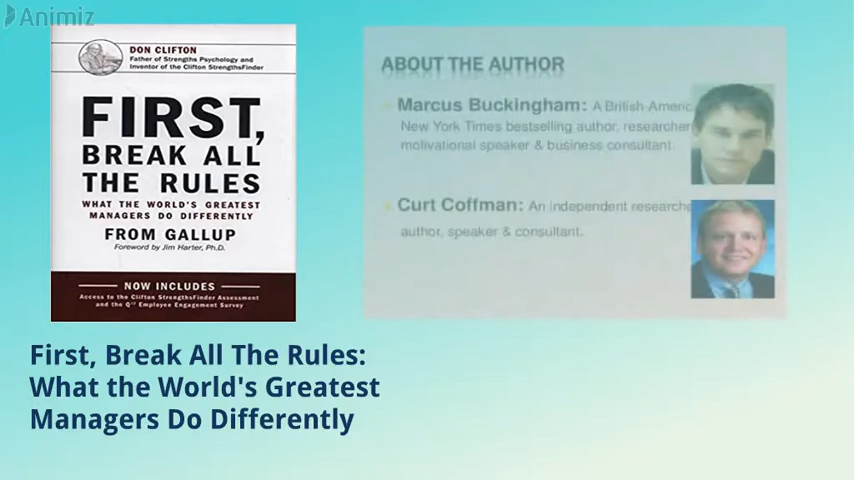 Animiz
DON CLIFTON
Father of Strengths Psychology and
Inventor of the Clifton StrengthsFinder
FIRST,
BREAK ALL
THE RULES
WHAT THE WORLD'S GREATEST
MANAGERS DO DIFFERENTLY
FROM GALLUP
Foreword by Jim Harter, Ph.D.
NOW INCLUDES
Access to the Clifton StrengthsFinder Assessment
and the Q12 Employee Engagement Survey
First, Break All The Rules:
What the World's Greatest
Managers Do Differently
ABOUT THE AUTHOR
Marcus Buckingham: A British-Americ
New York Times bestselling author, researcher
motivational speaker & business consultant.
Curt Coffman: An independent researche
author, speaker & consultant.